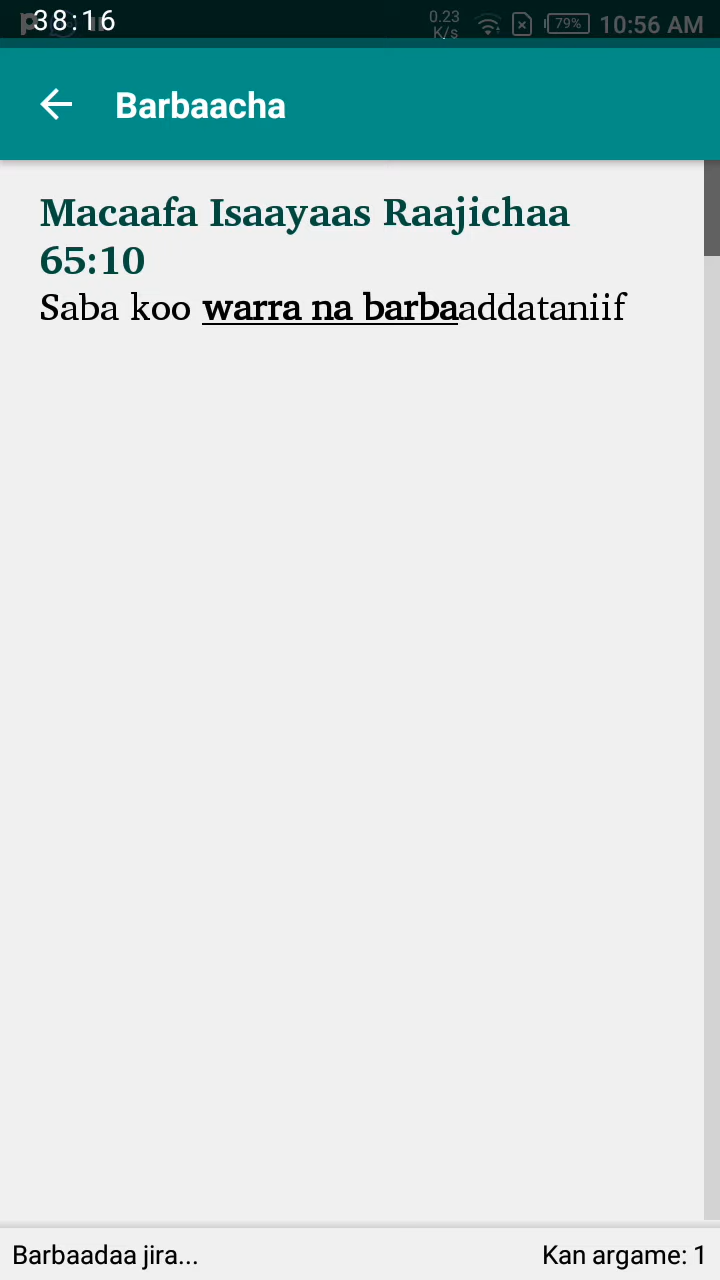 38:16
0.23
K/s
79%
10:56 AM
Barbaacha
Macaafa Isaayaas Raajichaa
65:10
Saba koo warra na barbaaddataniif
Barbaadaa jira...
Kan argame: 1